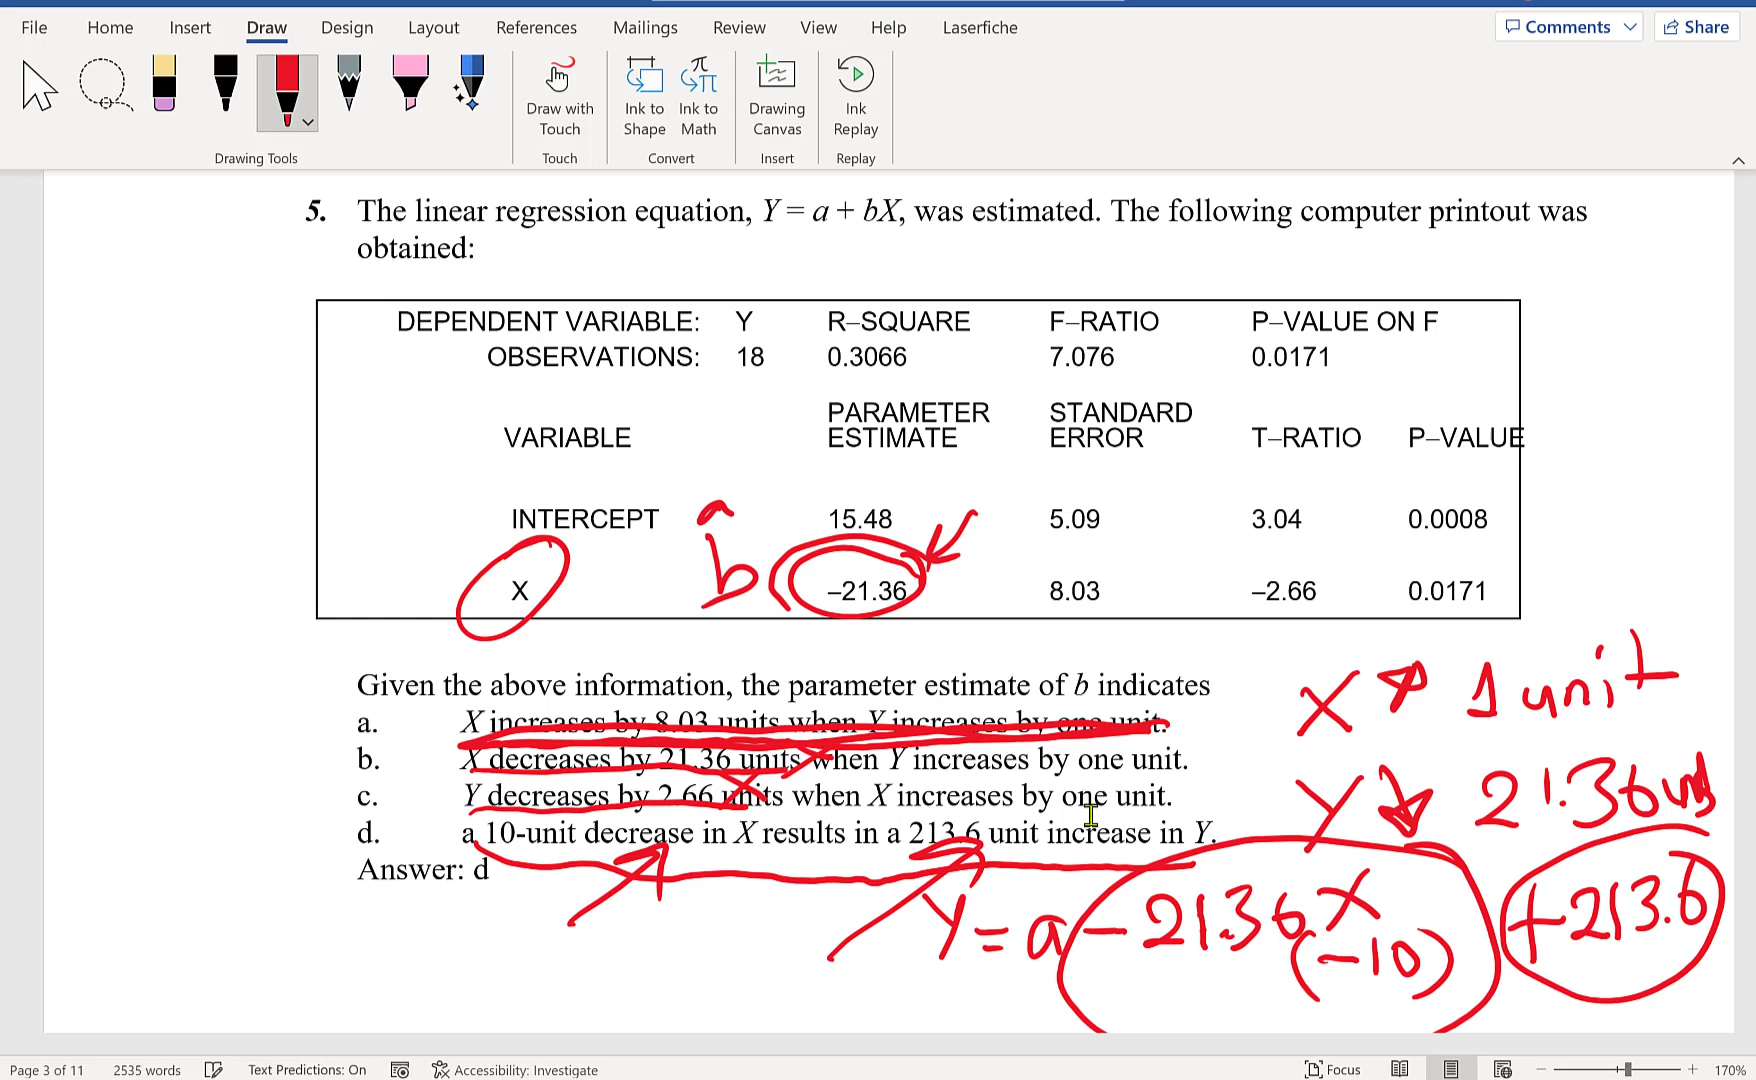 File Home Insert Draw Design Layout References Mailings Review View Help Laserfiche Comments Share
Draw with Touch
Ink to Shape
Ink to Math
Drawing Canvas
Ink Replay
Drawing Tools Touch Convert Insert Replay
5. The linear regression equation, Y = a + bX, was estimated. The following computer printout was
obtained:
DEPENDENT VARIABLE: Y R–SQUARE F–RATIO P–VALUE ON F
OBSERVATIONS: 18 0.3066 7.076 0.0171
VARIABLE PARAMETER ESTIMATE STANDARD ERROR T–RATIO P–VALUE
INTERCEPT a 15.48 5.09 3.04 0.0008
X b –21.36 8.03 –2.66 0.0171
Given the above information, the parameter estimate of b indicates
a. X increases by 8.03 units when Y increases by one unit.
b. X decreases by 21.36 units when Y increases by one unit.
c. Y decreases by 2.66 units when X increases by one unit.
d. a 10-unit decrease in X results in a 213.6 unit increase in Y.
Answer: d
X ↑ 1 unit
Y ↓ 21.36 units
Y = a - 21.36 X
(-10)
+213.6
Page 3 of 11 2535 words Text Predictions: On Accessibility: Investigate Focus 170%